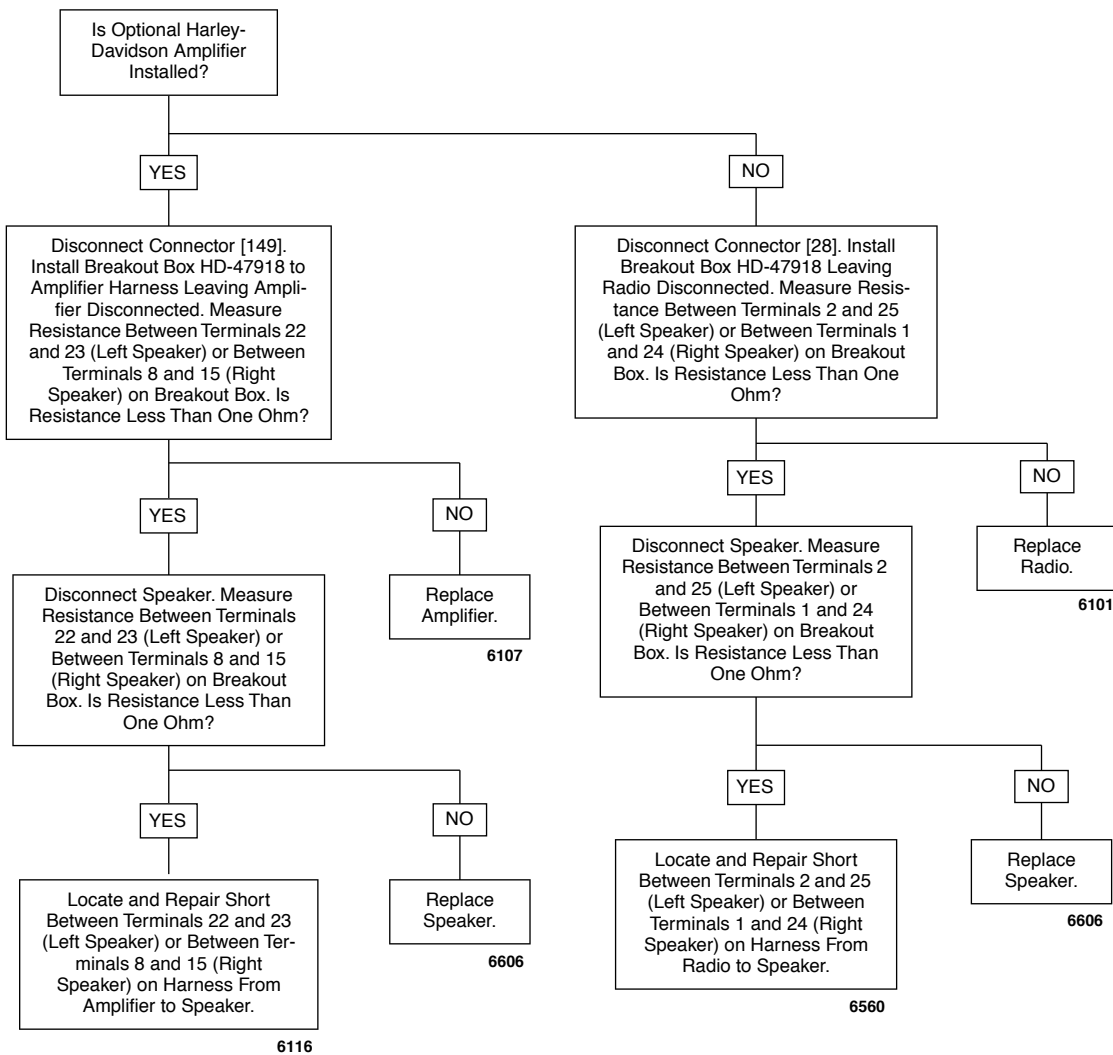 Is Optional Harley-
Davidson Amplifier
Installed?
YES
NO
Disconnect Connector [149].
Install Breakout Box HD-47918 to
Amplifier Harness Leaving Ampli-
fier Disconnected. Measure
Resistance Between Terminals 22
and 23 (Left Speaker) or Between
Terminals 8 and 15 (Right
Speaker) on Breakout Box. Is
Resistance Less Than One Ohm?
Disconnect Connector [28]. Install
Breakout Box HD-47918 Leaving
Radio Disconnected. Measure Resis-
tance Between Terminals 2 and 25
(Left Speaker) or Between Terminals 1
and 24 (Right Speaker) on Breakout
Box. Is Resistance Less Than One
Ohm?
YES
NO
YES
NO
Disconnect Speaker. Measure
Resistance Between Terminals
22 and 23 (Left Speaker) or
Between Terminals 8 and 15
(Right Speaker) on Breakout
Box. Is Resistance Less Than
One Ohm?
Replace
Amplifier.
6107
Disconnect Speaker. Measure
Resistance Between Terminals 2
and 25 (Left Speaker) or
Between Terminals 1 and 24
(Right Speaker) on Breakout
Box. Is Resistance Less Than
One Ohm?
Replace
Radio.
6101
YES
NO
YES
NO
Locate and Repair Short
Between Terminals 22 and 23
(Left Speaker) or Between Ter-
minals 8 and 15 (Right
Speaker) on Harness From
Amplifier to Speaker.
6116
Replace
Speaker.
6606
Locate and Repair Short
Between Terminals 2 and 25
(Left Speaker) or Between
Terminals 1 and 24 (Right
Speaker) on Harness From
Radio to Speaker.
6560
Replace
Speaker.
6606